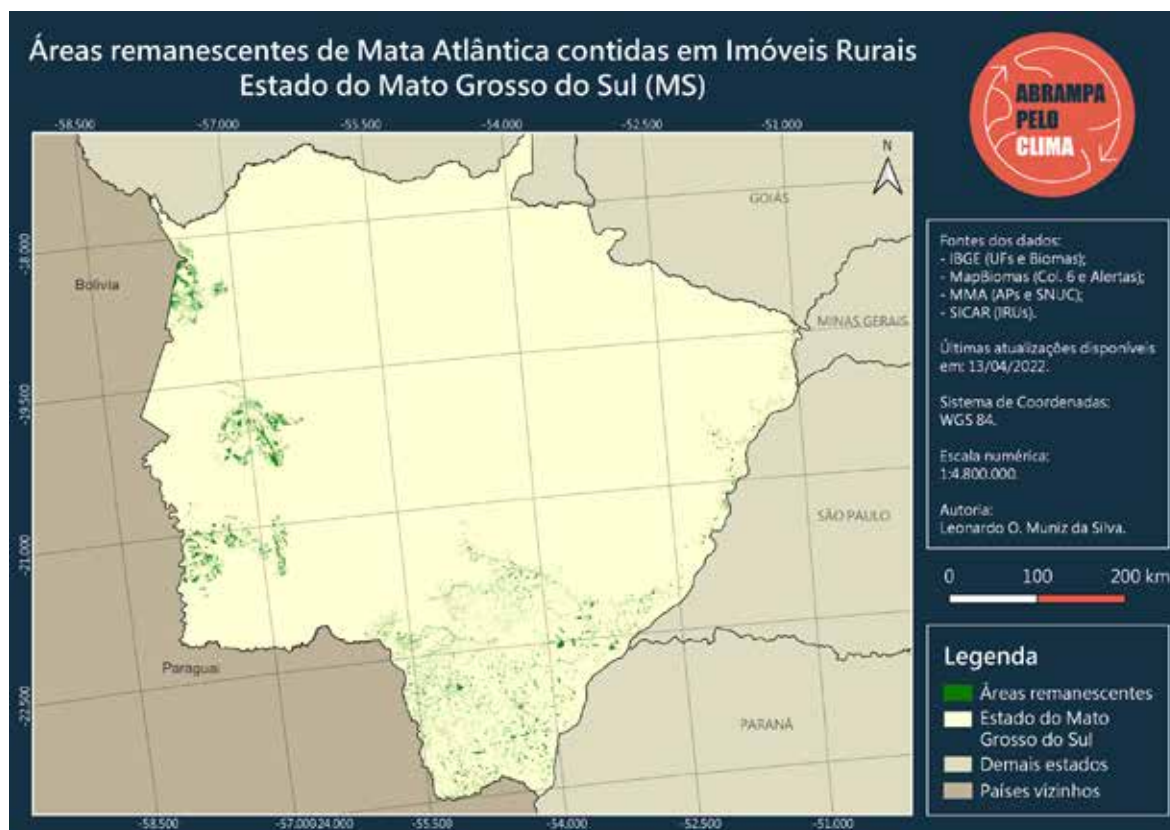 Áreas remanescentes de Mata Atlântica contidas em Imóveis Rurais
Estado do Mato Grosso do Sul (MS)
ABRAMPA
PELO
CLIMA
-58.500
-57.000
-55.500
-54.000
-52.500
-51.000
N
GOIÁS
-18.000
Bolivia
MINAS GERAIS
-19.500
SÃO PAULO
-21.000
Paraguai
-22.500
PARANÁ
-58.500
-57.000
24.000
-55.500
-54.000
-52.500
-51.000
Fontes dos dados:
- IBGE (UFs e Biomas);
- MapBiomas (Col. 6 e Alertas);
- MMA (APs e SNUC);
- SICAR (IRUs).
Últimas atualizações disponíveis
em: 13/04/2022.
Sistema de Coordenadas:
WGS 84.
Escala numérica:
1:4.800.000.
Autoria:
Leonardo O. Muniz da Silva.
0 100 200 km
Legenda
Áreas remanescentes
Estado do Mato
Grosso do Sul
Demais estados
Países vizinhos